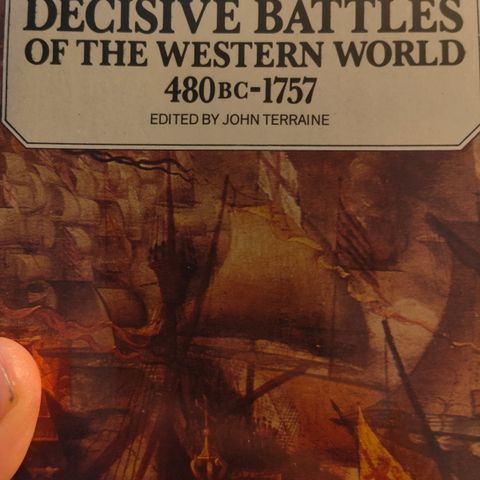 DECISIVE BATTLES
OF THE WESTERN WORLD
480BC-1757
EDITED BY JOHN TERRAINE